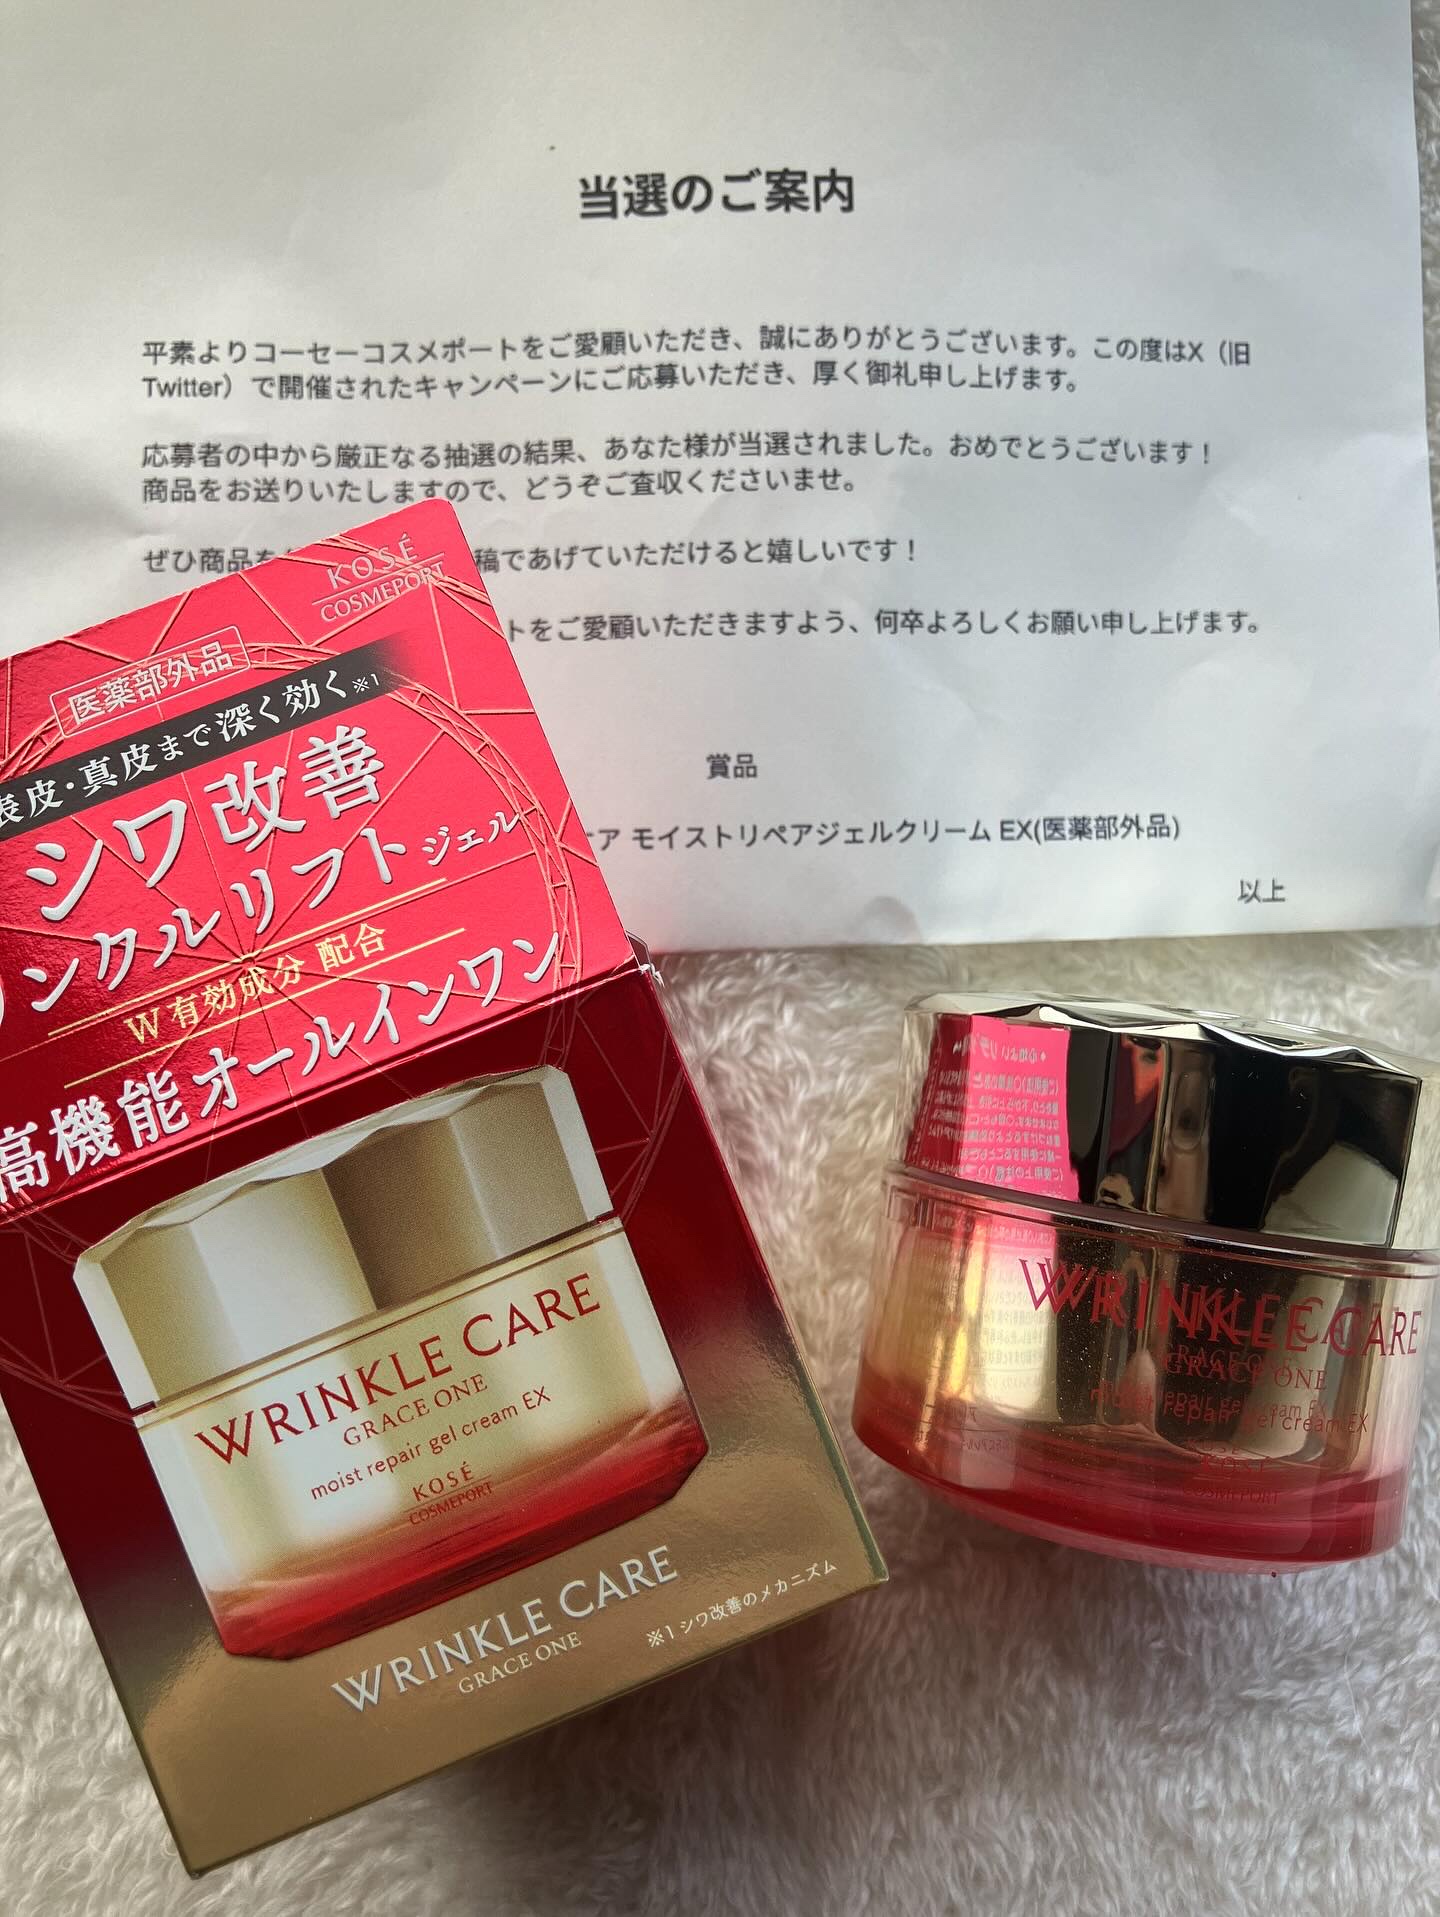 当選のご案内
平素よりコーセーコスメポートをご愛顧いただき、誠にありがとうございます。この度はX（旧
Twitter）で開催されたキャンペーンにご応募いただき、厚く御礼申し上げます。
応募者の中から厳正なる抽選の結果、あなた様が当選されました。おめでとうございます！
商品をお送りいたしますので、どうぞご査収くださいませ。
ぜひ商品を
稿であげていただけると嬉しいです！
トをご愛顧いただきますよう、何卒よろしくお願い申し上げます。
賞品
ケア モイストリペアジェルクリーム EX(医薬部外品)
以上
KOSÉ
COSMEPORT
医薬部外品
表皮・真皮まで深く効く※1
シワ改善
リンクルリフトジェル
W有効成分 配合
高機能オールインワン
WRINKLE CARE
GRACE ONE
moist repair gel cream EX
KOSÉ
COSMEPORT
WRINKLE CARE
GRACE ONE
※1 シワ改善のメカニズム
WRINKLE CARE
GRACE ONE
moist repair gel cream EX
KOSÉ
COSMEPORT